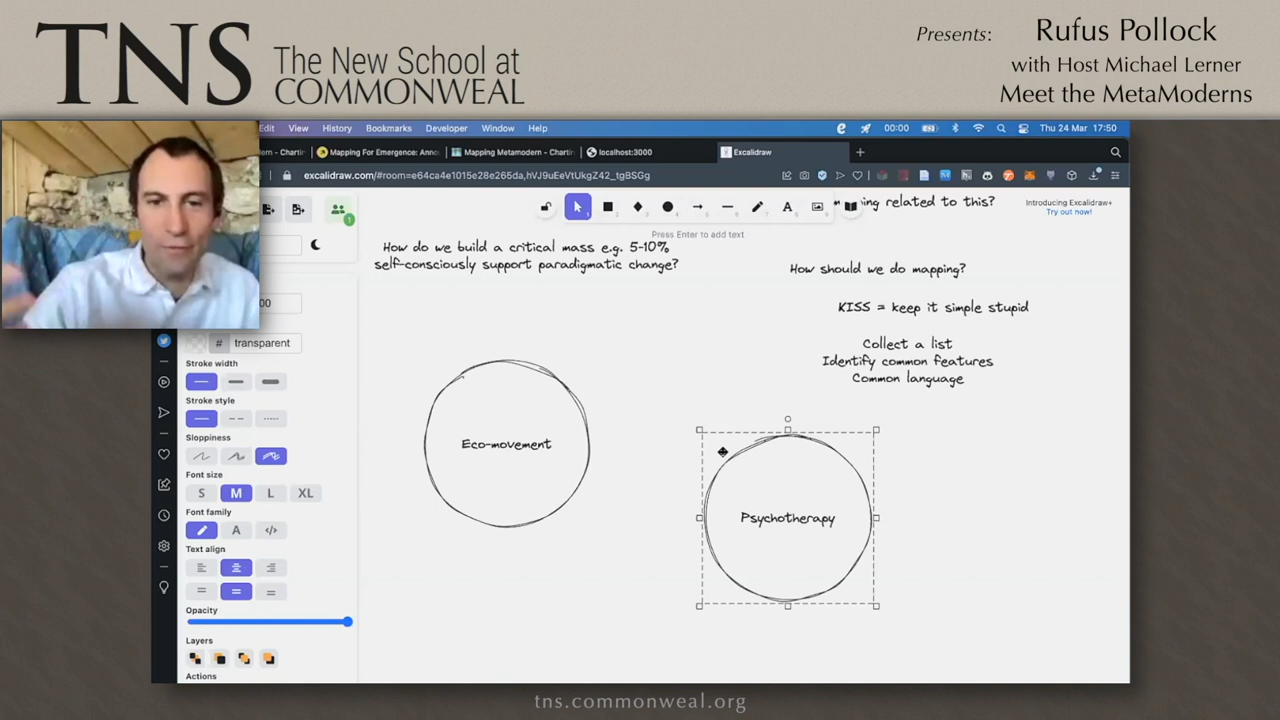 TNS
The New School at
COMMONWEAL
Presents: Rufus Pollock
with Host Michael Lerner
Meet the MetaModerns
Edit View History Bookmarks Developer Window Help
00:00
Thu 24 Mar 17:50
Mapping For Emergence: Anno
Mapping Metamodern - Chartin
localhost:3000
Excalidraw
excalidraw.com/#room=e64ca4e1015e28e265da,hVJ9uEeVtUkgZ42_tgBSGg
related to this?
Introducing Excalidraw+
Try out now!
Press Enter to add text
How do we build a critical mass e.g. 5-10%
self-consciously support paradigmatic change?
How should we do mapping?
KISS = keep it simple stupid
Collect a list
Identify common features
Common language
Eco-movement
Psychotherapy
# transparent
Stroke width
Stroke style
Sloppiness
Font size
S M L XL
Font family
A </>
Text align
Opacity
Layers
Actions
tns.commonweal.org